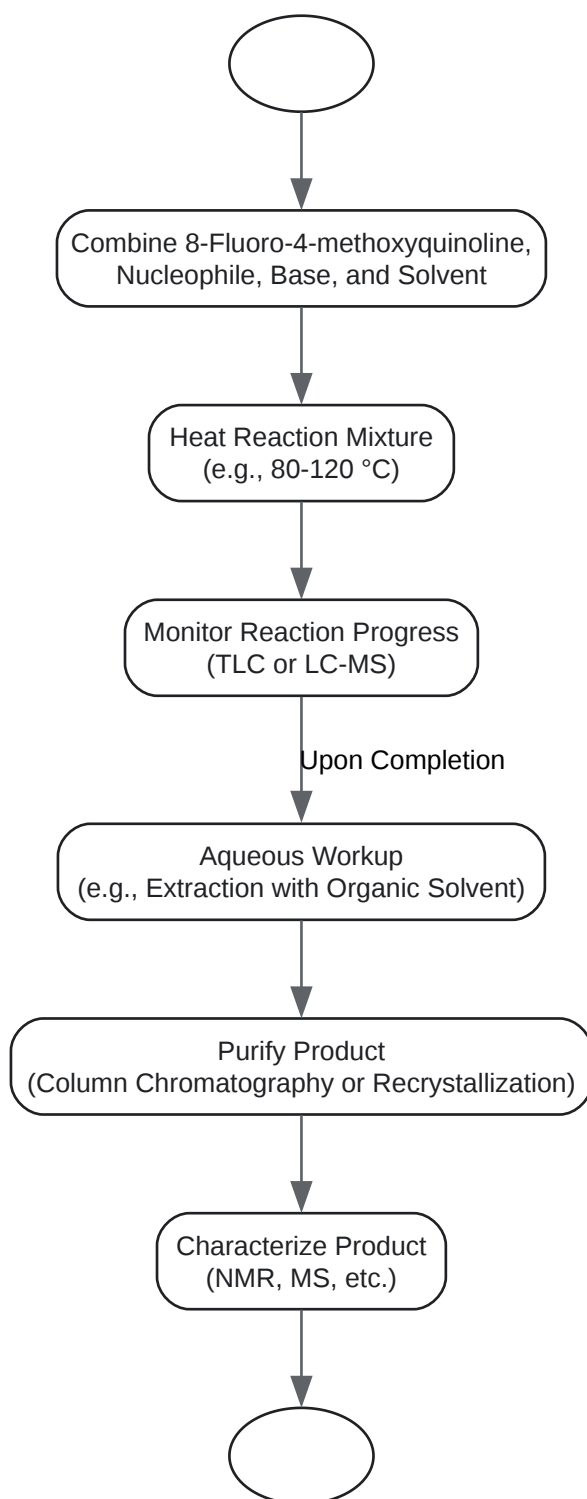 Combine 8-Fluoro-4-methoxyquinoline,
Nucleophile, Base, and Solvent
Heat Reaction Mixture
(e.g., 80-120 °C)
Monitor Reaction Progress
(TLC or LC-MS)
Upon Completion
Aqueous Workup
(e.g., Extraction with Organic Solvent)
Purify Product
(Column Chromatography or Recrystallization)
Characterize Product
(NMR, MS, etc.)